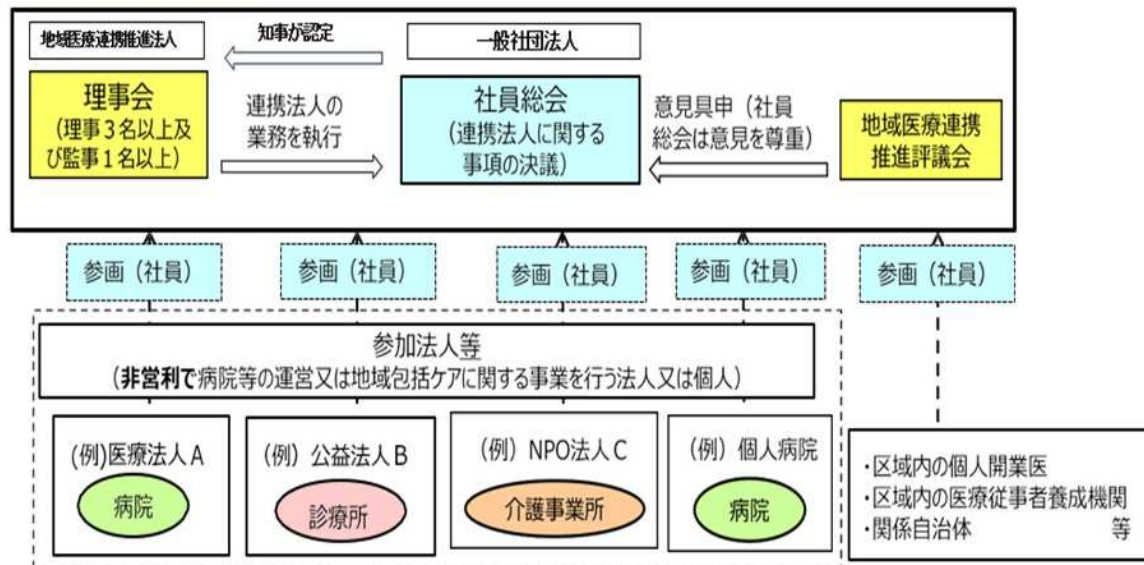 地域医療連携推進法人
知事が認定
一般社団法人
理事会
(理事３名以上及
び監事１名以上)
連携法人の
業務を執行
社員総会
(連携法人に関する
事項の決議)
意見具申（社員
総会は意見を尊重)
地域医療連携
推進評議会
参画（社員）
参画（社員）
参画（社員）
参画（社員）
参画（社員）
参加法人等
(非営利で病院等の運営又は地域包括ケアに関する事業を行う法人又は個人)
(例)医療法人Ａ
病院
(例) 公益法人Ｂ
診療所
(例) NPO法人Ｃ
介護事業所
(例) 個人病院
病院
・区域内の個人開業医
・区域内の医療従事者養成機関
・関係自治体 等